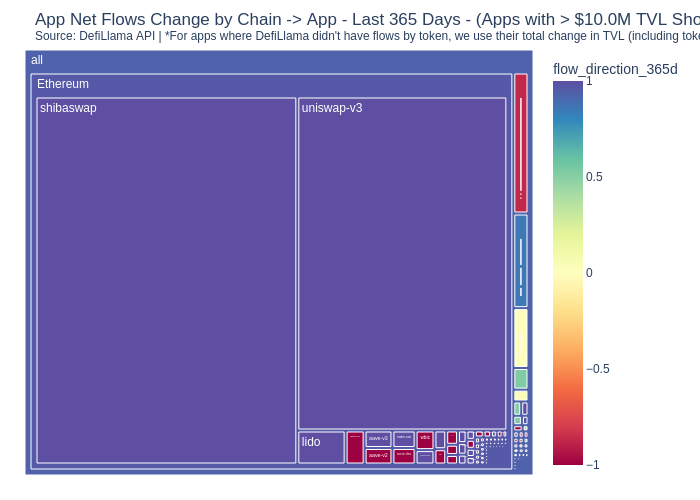 App Net Flows Change by Chain -> App - Last 365 Days - (Apps with > $10.0M TVL Sho
Source: DefiLlama API | *For apps where DefiLlama didn't have flows by token, we use their total change in TVL (including toke
all
Ethereum
shibaswap
uniswap-v3
lido
aave-v3
aave-v2
wbtc
flow_direction_365d
1
0.5
0
−0.5
−1